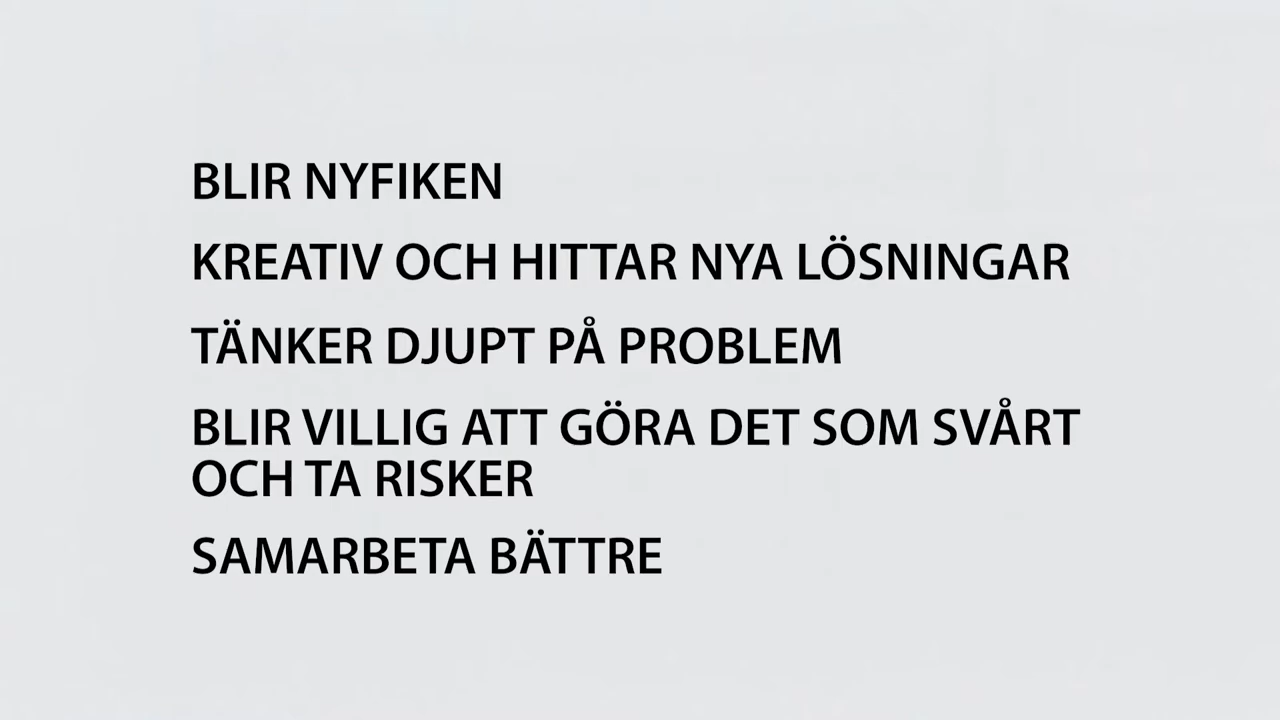 BLIR NYFIKEN
KREATIV OCH HITTAR NYA LÖSNINGAR
TÄNKER DJUPT PÅ PROBLEM
BLIR VILLIG ATT GÖRA DET SOM SVÅRT
OCH TA RISKER
SAMARBETA BÄTTRE